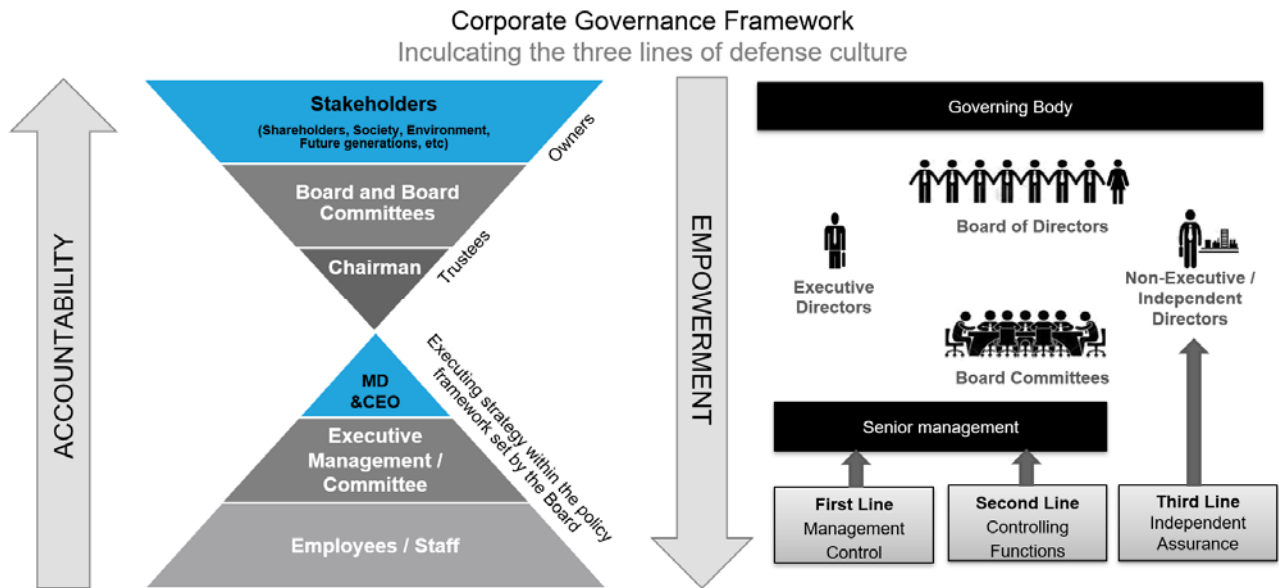 Corporate Governance Framework
Inculcating the three lines of defense culture
ACCOUNTABILITY
Stakeholders
(Shareholders, Society, Environment,
Future generations, etc)
Owners
Board and Board
Committees
Chairman
Trustees
MD
&CEO
Executive
Management /
Committee
Employees / Staff
Executing strategy within the policy
framework set by the Board
EMPOWERMENT
Governing Body
Board of Directors
Executive
Directors
Non-Executive /
Independent
Directors
Board Committees
Senior management
First Line
Management
Control
Second Line
Controlling
Functions
Third Line
Independent
Assurance